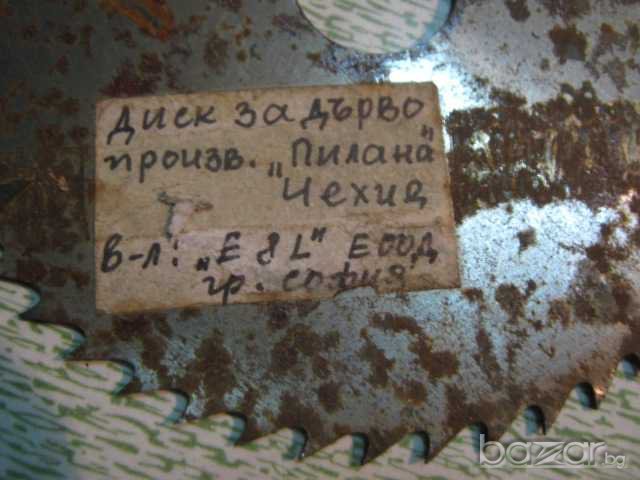 Диск за дърво
произв. „Пилана"
Чехия
в-л: „E & L" ЕООД
гр. София
bazar.bg